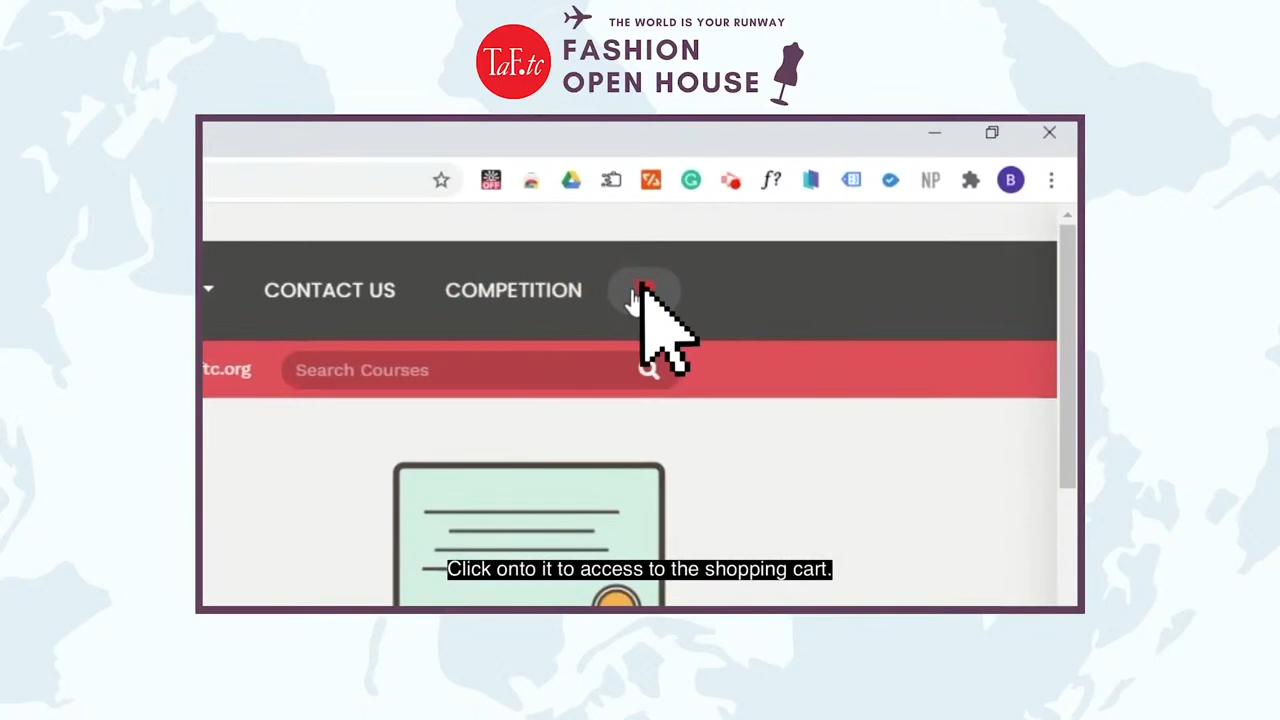 THE WORLD IS YOUR RUNWAY
TaF.tc
FASHION
OPEN HOUSE
OFF
f?
NP
B
CONTACT US
COMPETITION
tc.org
Search Courses
Click onto it to access to the shopping cart.